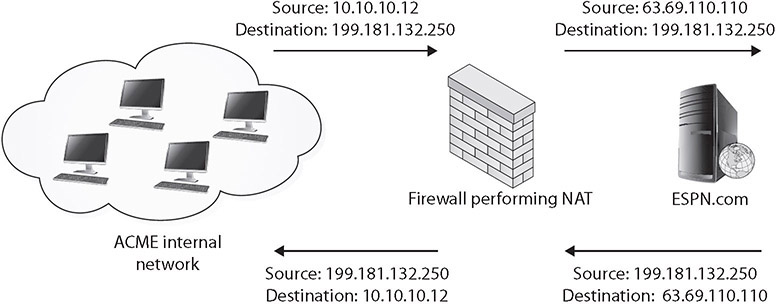 Source: 10.10.10.12
Destination: 199.181.132.250
Source: 63.69.110.110
Destination: 199.181.132.250
Firewall performing NAT
ESPN.com
ACME internal
network
Source: 199.181.132.250
Destination: 10.10.10.12
Source: 199.181.132.250
Destination: 63.69.110.110